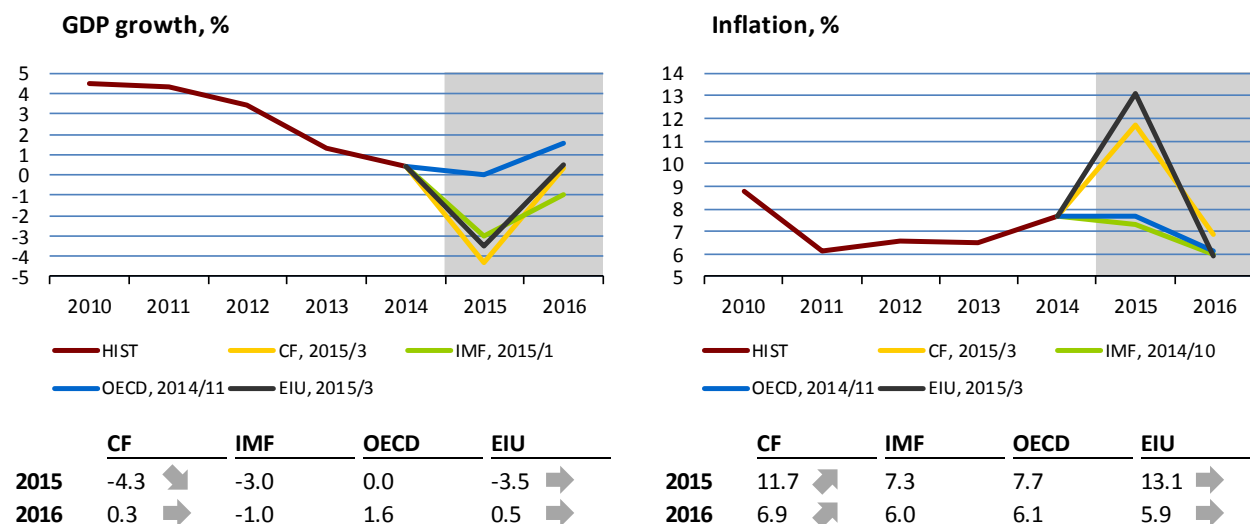 GDP growth, %
5
4
3
2
1
0
-1
-2
-3
-4
-5
2010 2011 2012 2013 2014 2015 2016
HIST CF, 2015/3 IMF, 2015/1
OECD, 2014/11 EIU, 2015/3
CF IMF OECD EIU
2015 -4.3 -3.0 0.0 -3.5
2016 0.3 -1.0 1.6 0.5
Inflation, %
14
13
12
11
10
9
8
7
6
5
2010 2011 2012 2013 2014 2015 2016
HIST CF, 2015/3 IMF, 2014/10
OECD, 2014/11 EIU, 2015/3
CF IMF OECD EIU
2015 11.7 7.3 7.7 13.1
2016 6.9 6.0 6.1 5.9